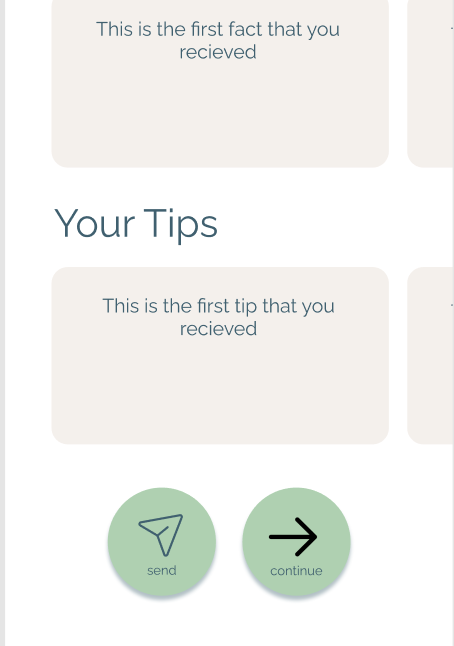 This is the first fact that you
recieved
Your Tips
This is the first tip that you
recieved
send
continue